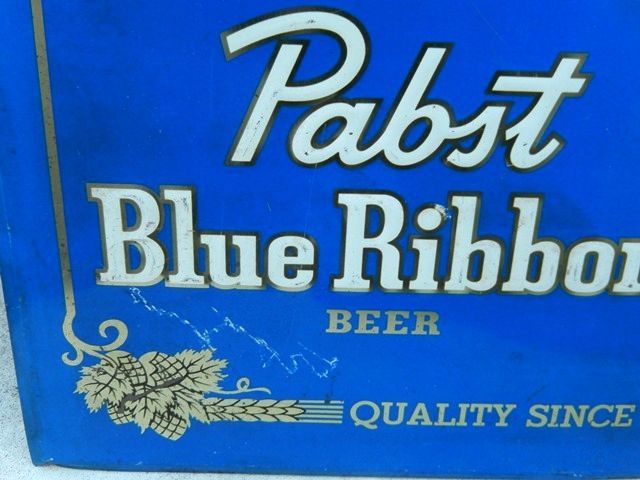 Pabst
Blue Ribbon
BEER
QUALITY SINCE